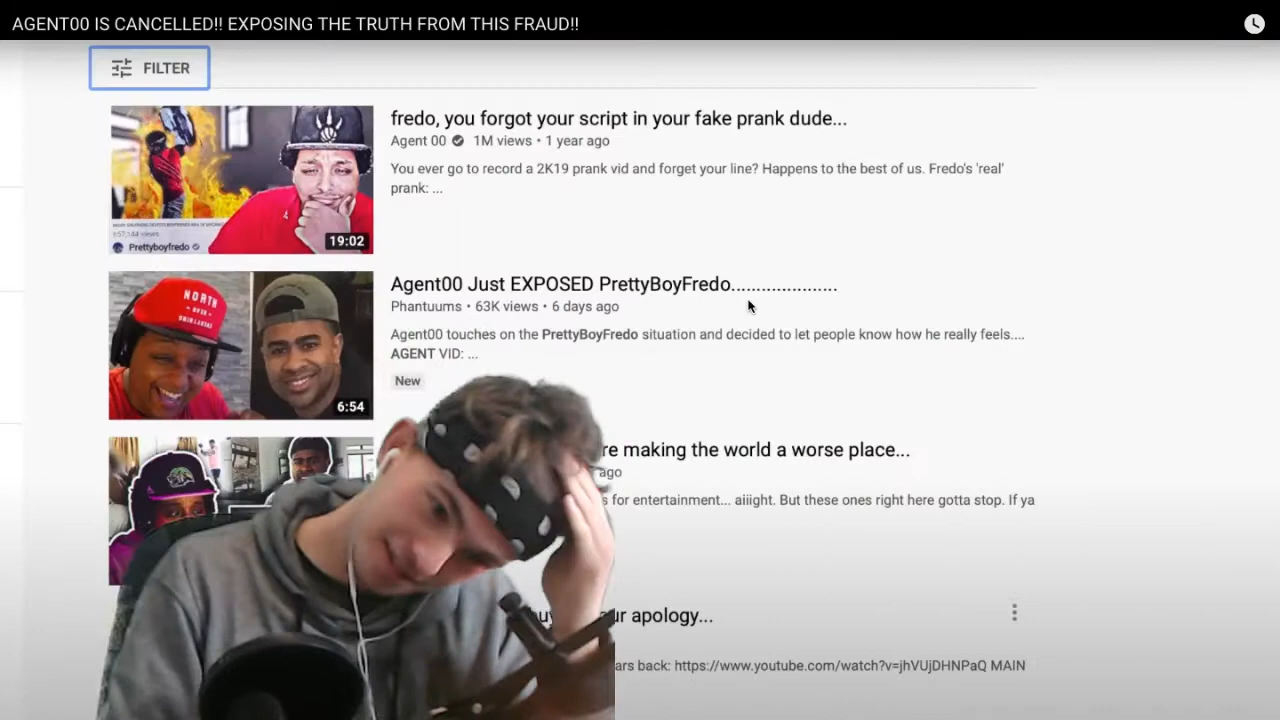 AGENT00 IS CANCELLED!! EXPOSING THE TRUTH FROM THIS FRAUD!!
FILTER
fredo, you forgot your script in your fake prank dude...
Agent 00 1M views • 1 year ago
You ever go to record a 2K19 prank vid and forget your line? Happens to the best of us. Fredo's 'real'
prank: ...
Prettyboyfredo
19:02
Agent00 Just EXPOSED PrettyBoyFredo.....................
Phantuums • 63K views • 6 days ago
Agent00 touches on the PrettyBoyFredo situation and decided to let people know how he really feels....
AGENT VID: ...
New
NORTH
6:54
re making the world a worse place...
ago
s for entertainment... aiiight. But these ones right here gotta stop. If ya
ur apology...
ars back: https://www.youtube.com/watch?v=jhVUjDHNPaQ MAIN